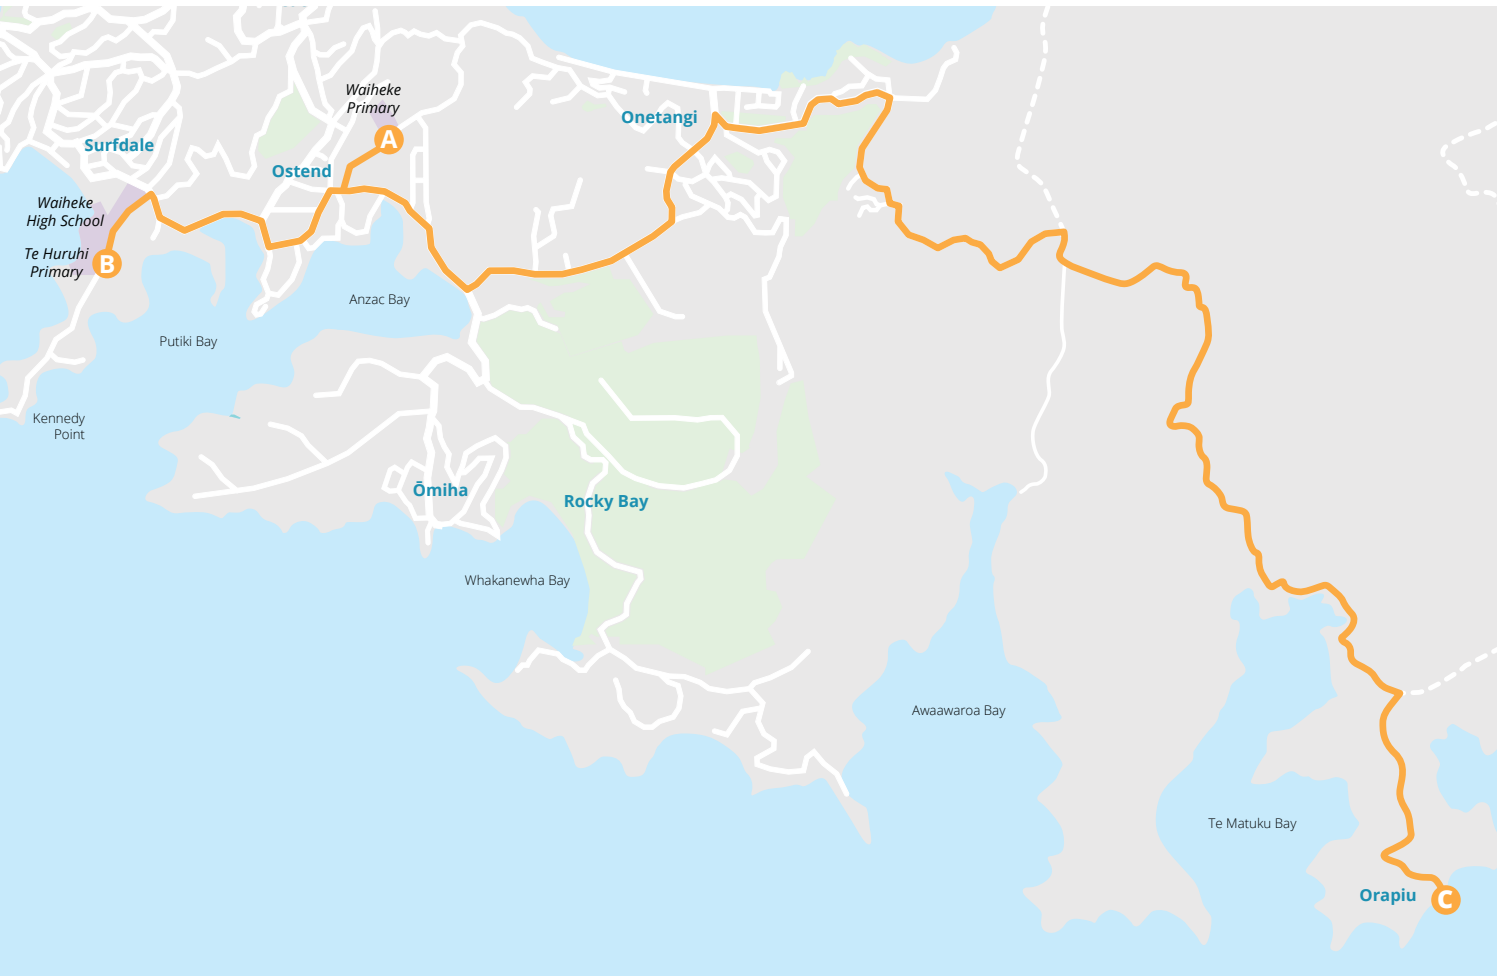 Waiheke
Primary
A
Onetangi
Surfdale
Ostend
Waiheke
High School
Te Huruhi
Primary
B
Anzac Bay
Putiki Bay
Kennedy
Point
Ōmiha
Rocky Bay
Whakanewha Bay
Awaawaroa Bay
Te Matuku Bay
Orapiu
C